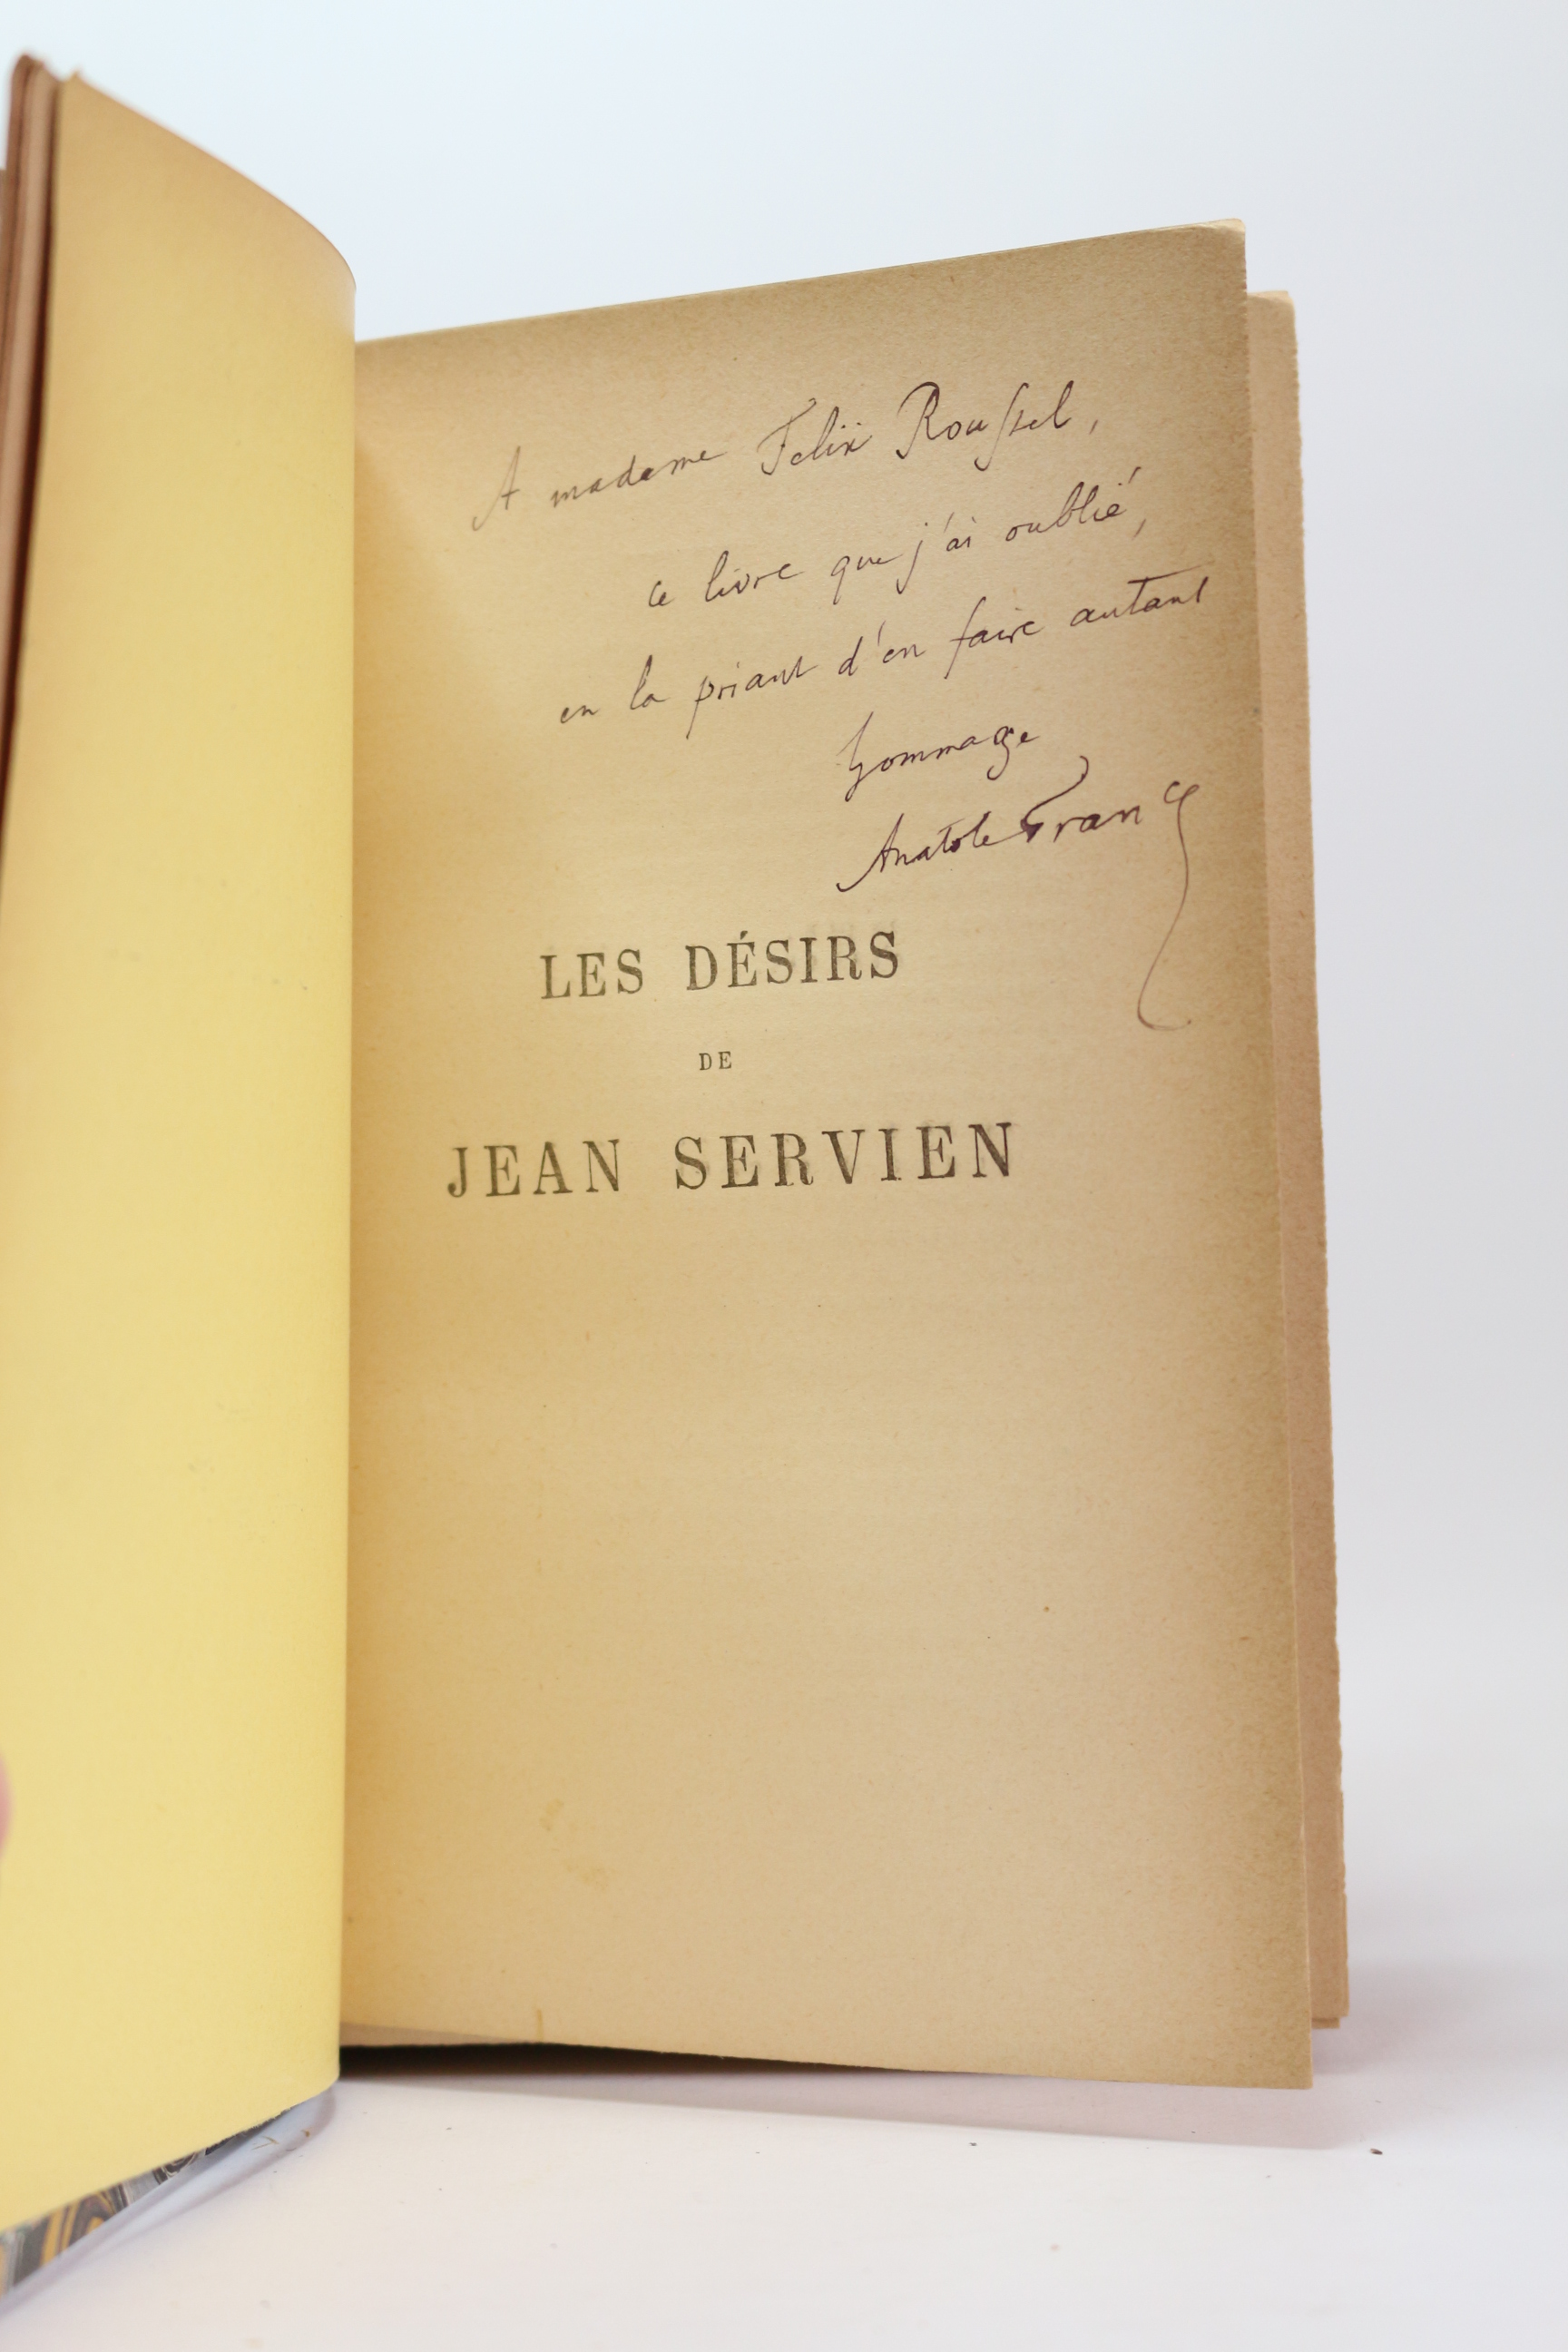 A madame Felix Roussel,
ce livre que j'ai oublié,
en la priant d'en faire autant
hommage
Anatole France
LES DÉSIRS
DE
JEAN SERVIEN